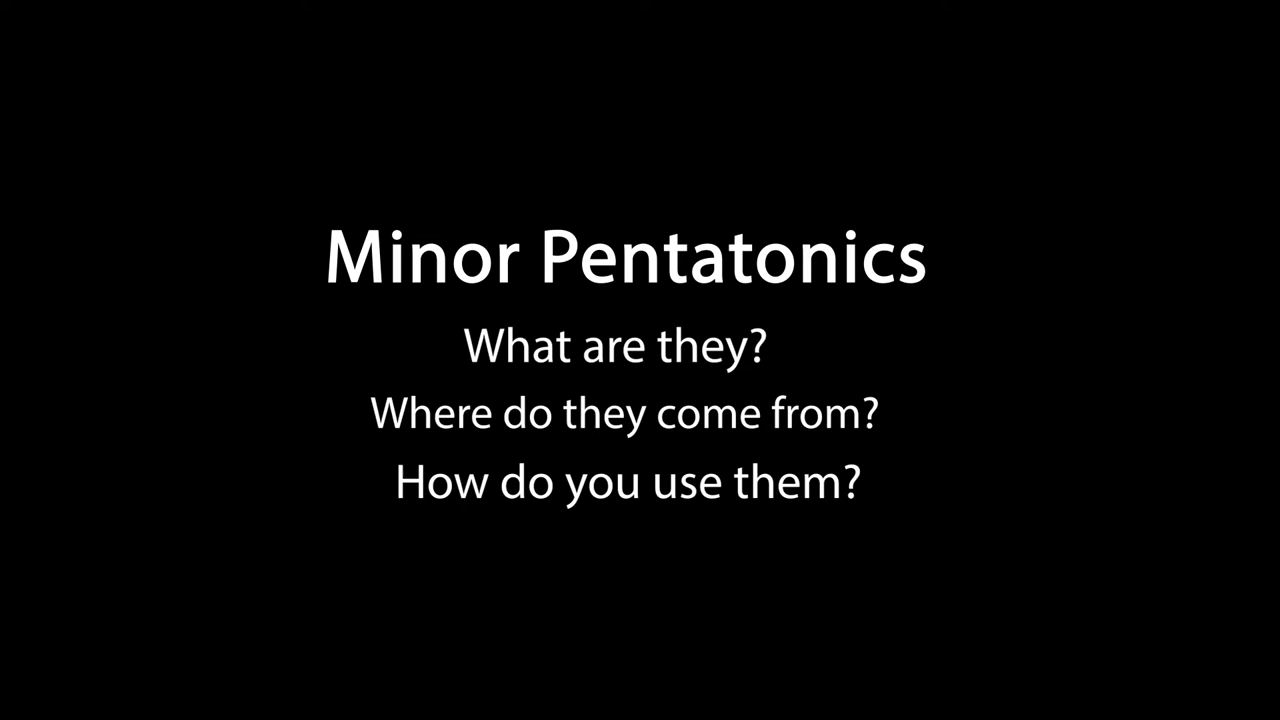 Minor Pentatonics
What are they?
Where do they come from?
How do you use them?